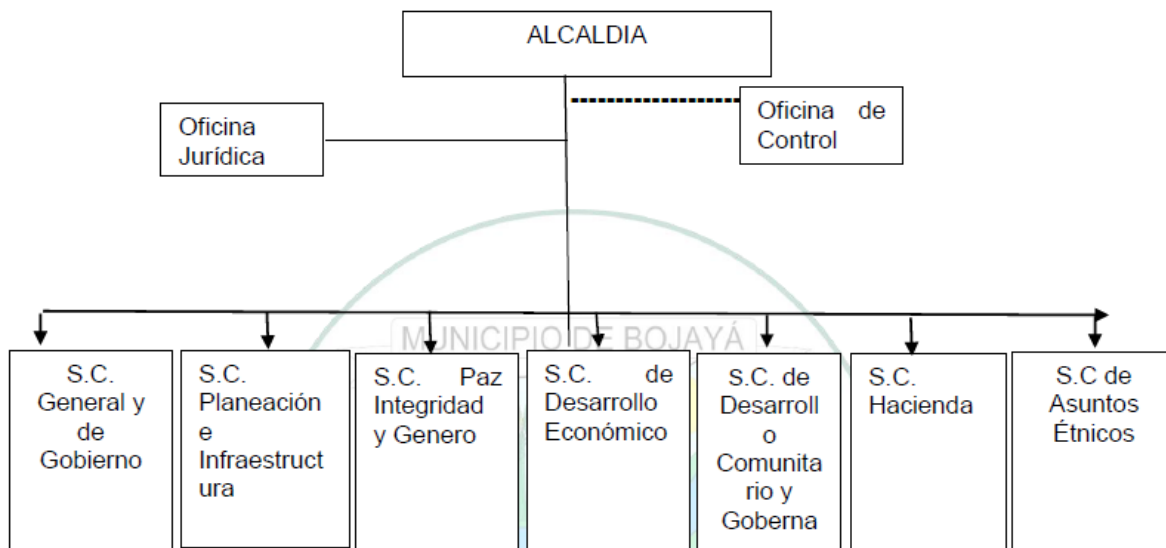 ALCALDIA
Oficina
Jurídica
Oficina de
Control
MUNICIPIO DE BOJAYÁ
S.C.
General y
de
Gobierno
S.C.
Planeación
e
Infraestruct
ura
S.C. Paz
Integridad
y Genero
S.C. de
Desarrollo
Económico
S.C. de
Desarroll
o
Comunita
rio y
Goberna
S.C.
Hacienda
S.C de
Asuntos
Étnicos